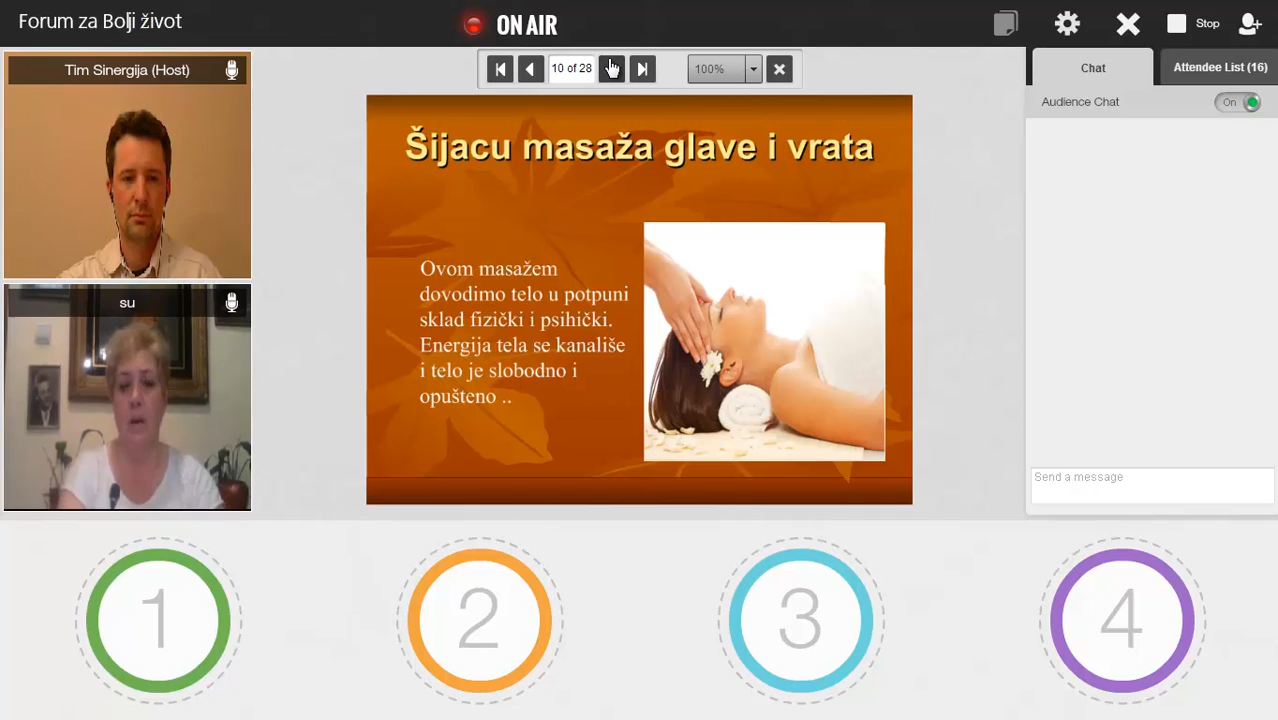 Forum za Bolji život
ON AIR
Stop
Tim Sinergija (Host)
10 of 28
100%
Chat
Attendee List (16)
Audience Chat
On
Šijacu masaža glave i vrata
Ovom masažem
dovodimo telo u potpuni
sklad fizički i psihički.
Energija tela se kanališe
i telo je slobodno i
opušteno ..
su
Send a message
1
2
3
4